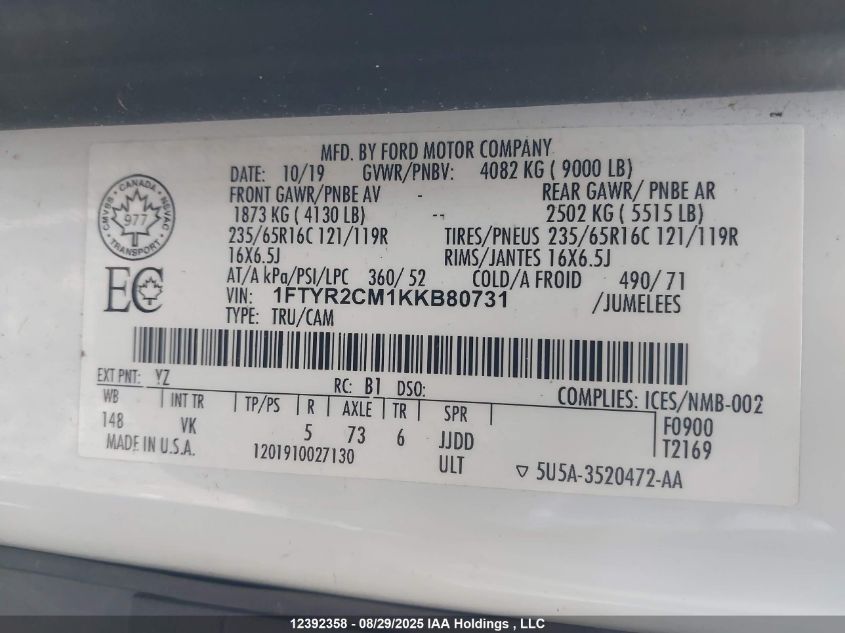 MFD. BY FORD MOTOR COMPANY
DATE: 10/19 GVWR/PNBV: 4082 KG ( 9000 LB)
FRONT GAWR/PNBE AV - REAR GAWR/ PNBE AR
1873 KG ( 4130 LB) -- 2502 KG ( 5515 LB)
235/65R16C 121/119R TIRES/PNEUS 235/65R16C 121/119R
16X6.5J RIMS/JANTES 16X6.5J
AT/A kPa/PSI/LPC 360/ 52 COLD/A FROID 490/ 71
VIN: 1FTYR2CM1KKB80731 /JUMELEES
TYPE: TRU/CAM
CANADA
CMVSS NSVAC
977
TRANSPORT
EC
EXT PNT: YZ RC: B1 DSO: COMPLIES: ICES/NMB-002
WB INT TR TP/PS R AXLE TR SPR F0900
148 VK 5 73 6 JJDD T2169
MADE IN U.S.A. 1201910027130 ULT ▽ 5U5A-3520472-AA
12392358 - 08/29/2025 IAA Holdings , LLC